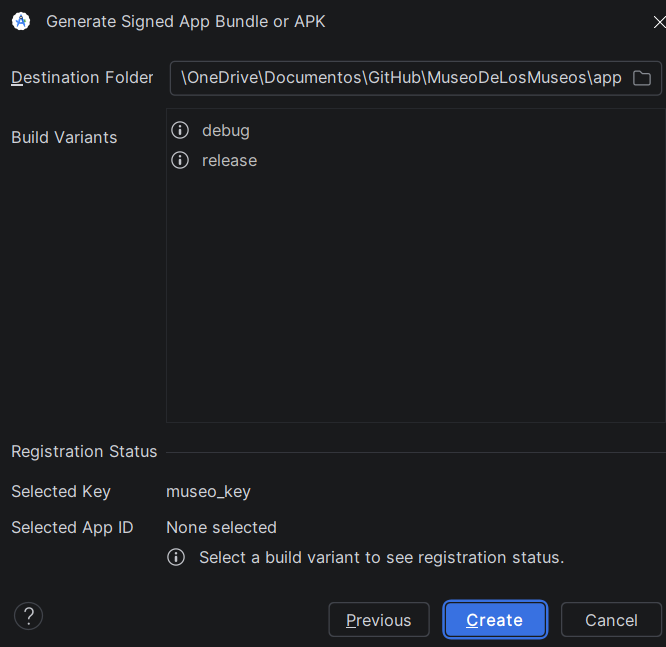 Generate Signed App Bundle or APK
Destination Folder \OneDrive\Documentos\GitHub\MuseoDeLosMuseos\app
Build Variants
debug
release
Registration Status
Selected Key museo_key
Selected App ID None selected
Select a build variant to see registration status.
? Previous Create Cancel